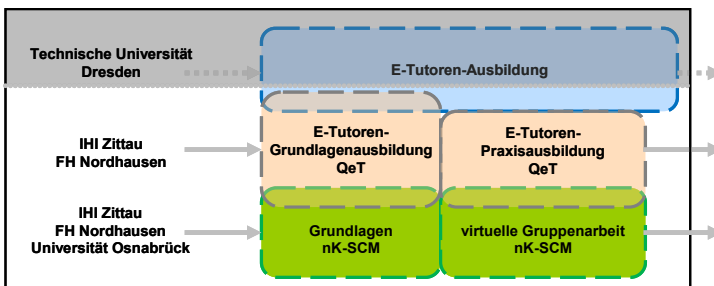 Technische Universität
Dresden
E-Tutoren-Ausbildung
IHI Zittau
FH Nordhausen
E-Tutoren-
Grundlagenausbildung
QeT
E-Tutoren-
Praxisausbildung
QeT
IHI Zittau
FH Nordhausen
Universität Osnabrück
Grundlagen
nK-SCM
virtuelle Gruppenarbeit
nK-SCM